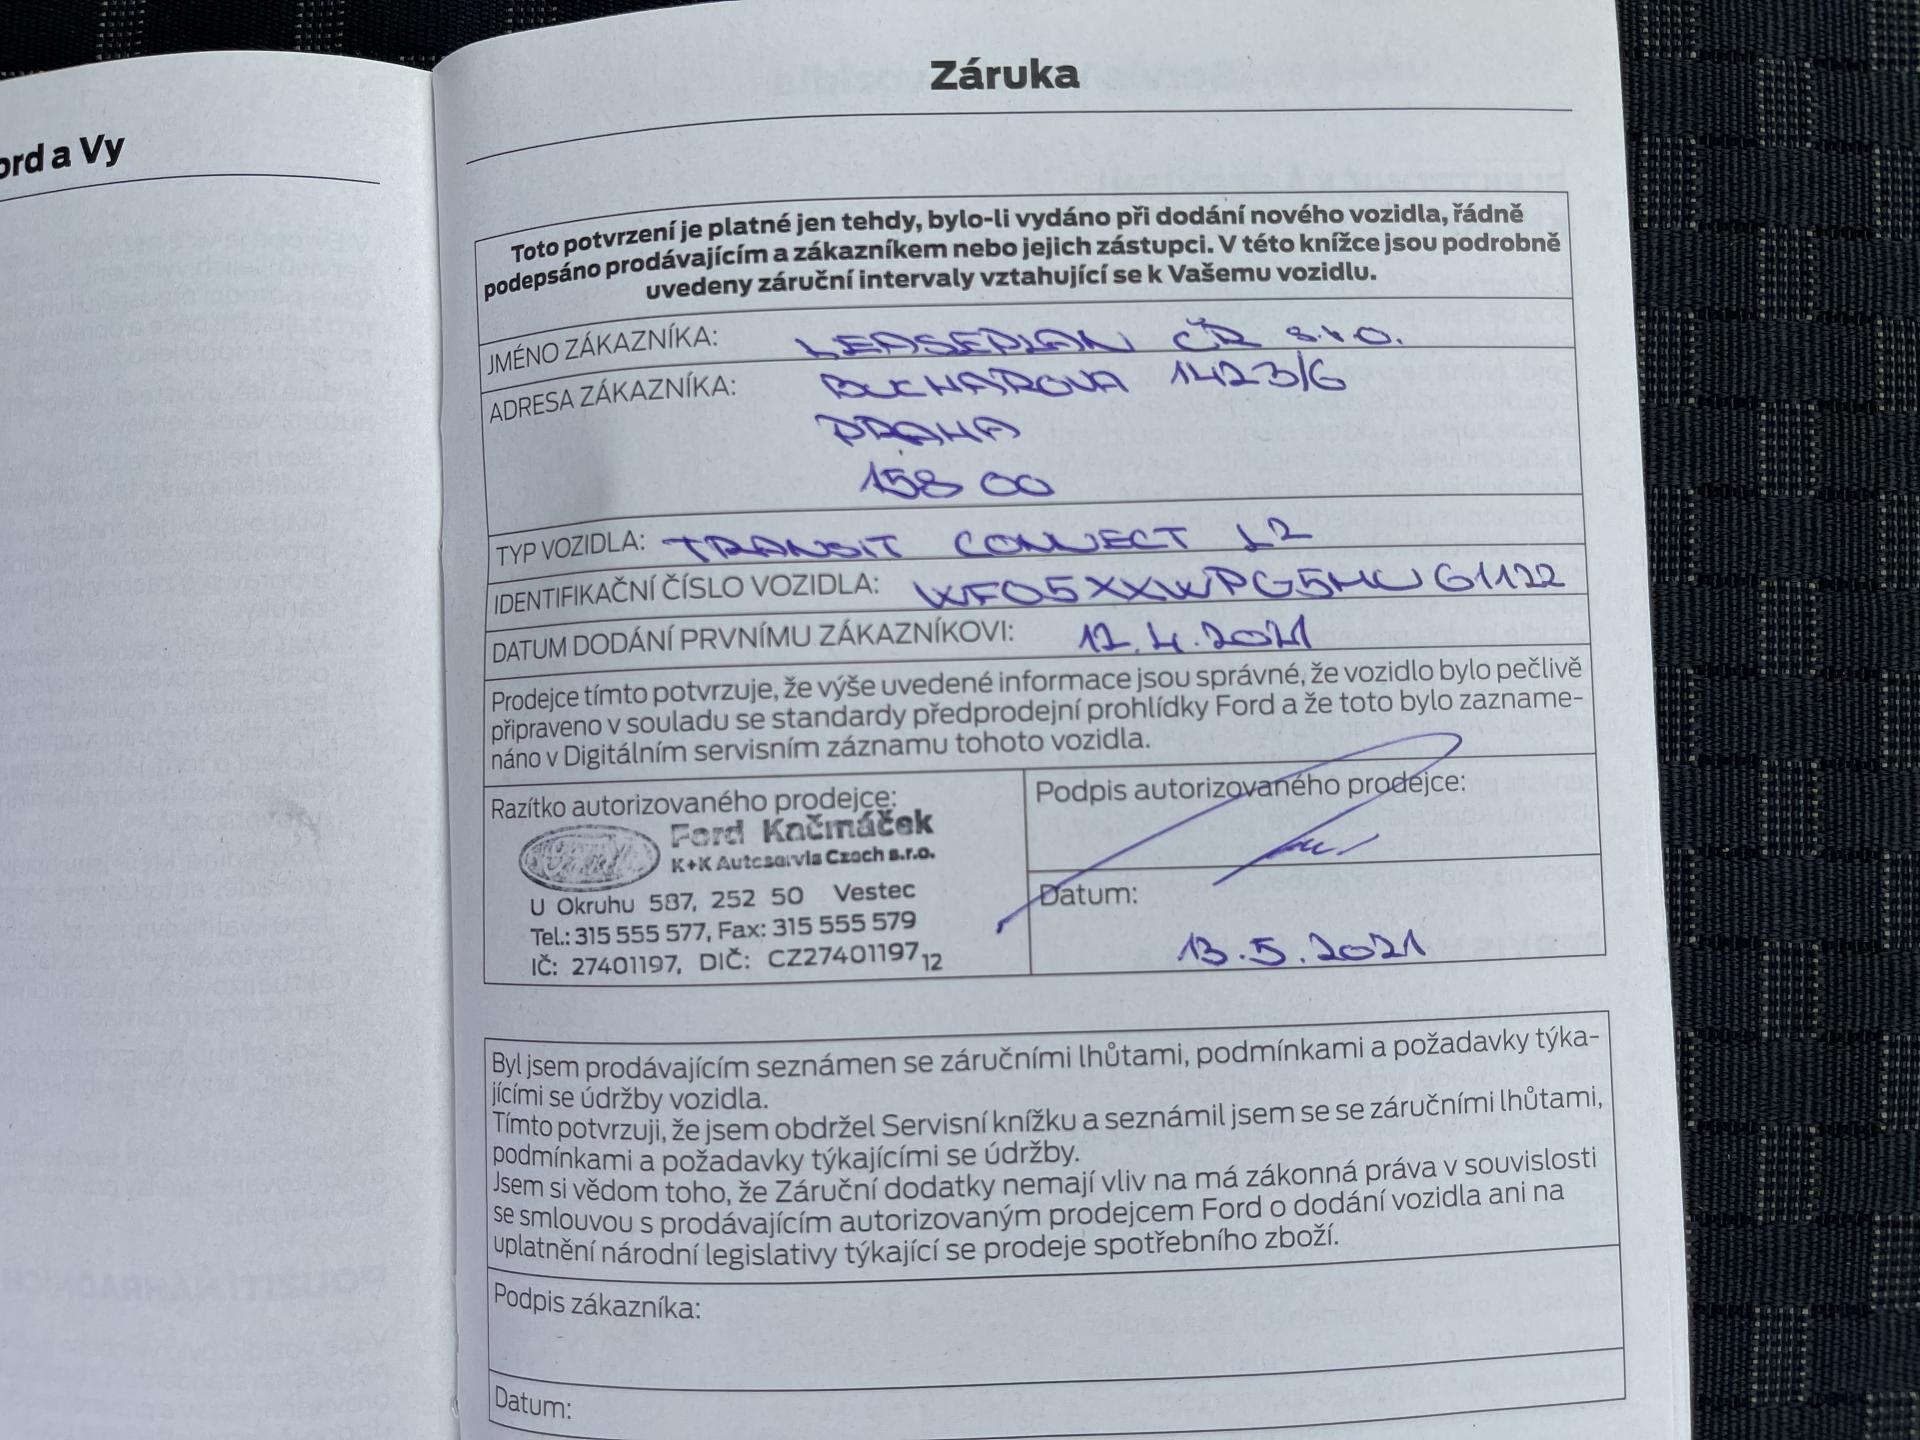 ord a Vy
Záruka
Toto potvrzení je platné jen tehdy, bylo-li vydáno při dodání nového vozidla, řádně
podepsáno prodávajícím a zákazníkem nebo jejich zástupci. V této knížce jsou podrobně
uvedeny záruční intervaly vztahující se k Vašemu vozidlu.
JMÉNO ZÁKAZNÍKA: LEASEPLAN ČR s.r.o.
ADRESA ZÁKAZNÍKA: BUCHAROVA 1423/6
PRAHA
158 00
TYP VOZIDLA: TRANSIT CONNECT L2
IDENTIFIKAČNÍ ČÍSLO VOZIDLA: WF05XXWPG5MU61122
DATUM DODÁNÍ PRVNÍMU ZÁKAZNÍKOVI: 12.4.2021
Prodejce tímto potvrzuje, že výše uvedené informace jsou správné, že vozidlo bylo pečlivě
připraveno v souladu se standardy předprodejní prohlídky Ford a že toto bylo zazname-
náno v Digitálním servisním záznamu tohoto vozidla.
Razítko autorizovaného prodejce:
Ford Kačmáček
K+K Autoservis Czech s.r.o.
U Okruhu 587, 252 50 Vestec
Tel.: 315 555 577, Fax: 315 555 579
IČ: 27401197, DIČ: CZ27401197 12
Podpis autorizovaného prodejce:
Datum:
13.5.2021
Byl jsem prodávajícím seznámen se záručními lhůtami, podmínkami a požadavky týka-
jícími se údržby vozidla.
Tímto potvrzuji, že jsem obdržel Servisní knížku a seznámil jsem se se záručními lhůtami,
podmínkami a požadavky týkajícími se údržby.
Jsem si vědom toho, že Záruční dodatky nemají vliv na má zákonná práva v souvislosti
se smlouvou s prodávajícím autorizovaným prodejcem Ford o dodání vozidla ani na
uplatnění národní legislativy týkající se prodeje spotřebního zboží.
Podpis zákazníka:
Datum: